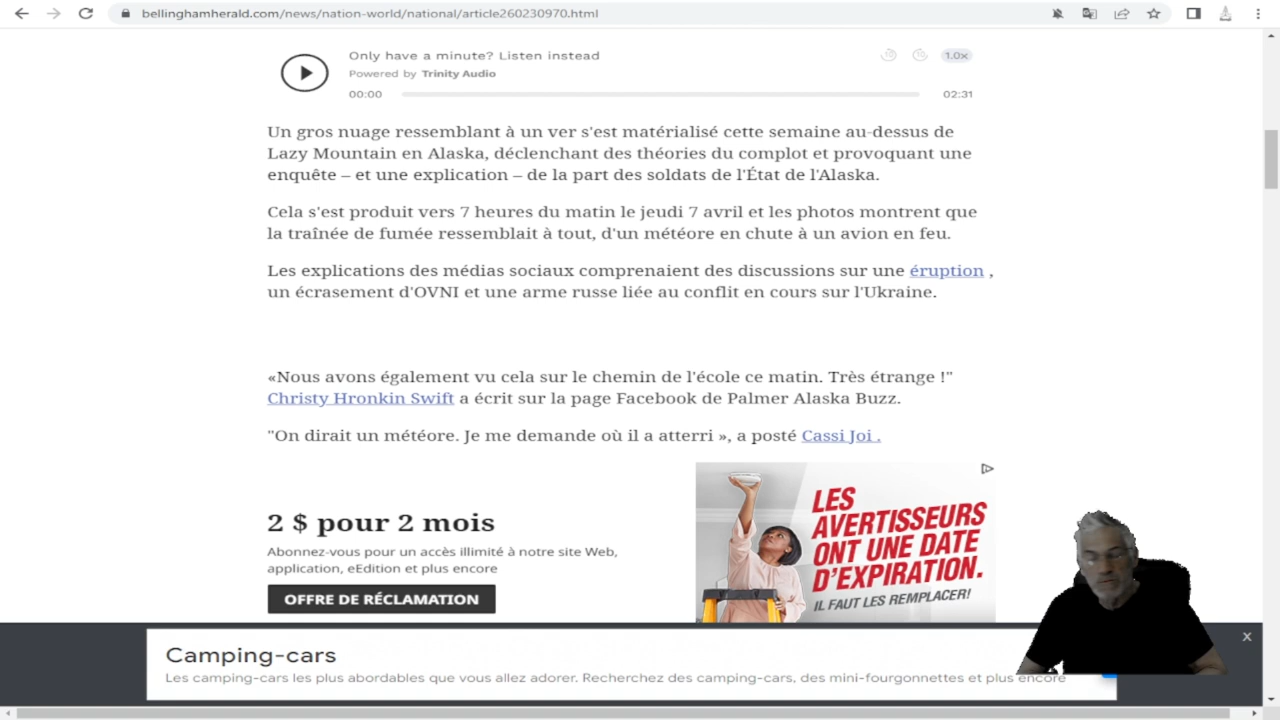 bellinghamherald.com/news/nation-world/national/article260230970.html
Only have a minute? Listen instead
10 10 1.0x
Powered by Trinity Audio
00:00 02:31
Un gros nuage ressemblant à un ver s'est matérialisé cette semaine au-dessus de
Lazy Mountain en Alaska, déclenchant des théories du complot et provoquant une
enquête – et une explication – de la part des soldats de l'État de l'Alaska.
Cela s'est produit vers 7 heures du matin le jeudi 7 avril et les photos montrent que
la traînée de fumée ressemblait à tout, d'un météore en chute à un avion en feu.
Les explications des médias sociaux comprenaient des discussions sur une éruption ,
un écrasement d'OVNI et une arme russe liée au conflit en cours sur l'Ukraine.
«Nous avons également vu cela sur le chemin de l'école ce matin. Très étrange !"
Christy Hronkin Swift a écrit sur la page Facebook de Palmer Alaska Buzz.
"On dirait un météore. Je me demande où il a atterri », a posté Cassi Joi .
2 $ pour 2 mois
Abonnez-vous pour un accès illimité à notre site Web,
application, eEdition et plus encore
OFFRE DE RÉCLAMATION
LES
AVERTISSEURS
ONT UNE DATE
D'EXPIRATION.
IL FAUT LES REMPLACER!
Camping-cars
Les camping-cars les plus abordables que vous allez adorer. Recherchez des camping-cars, des mini-fourgonnettes et plus encore